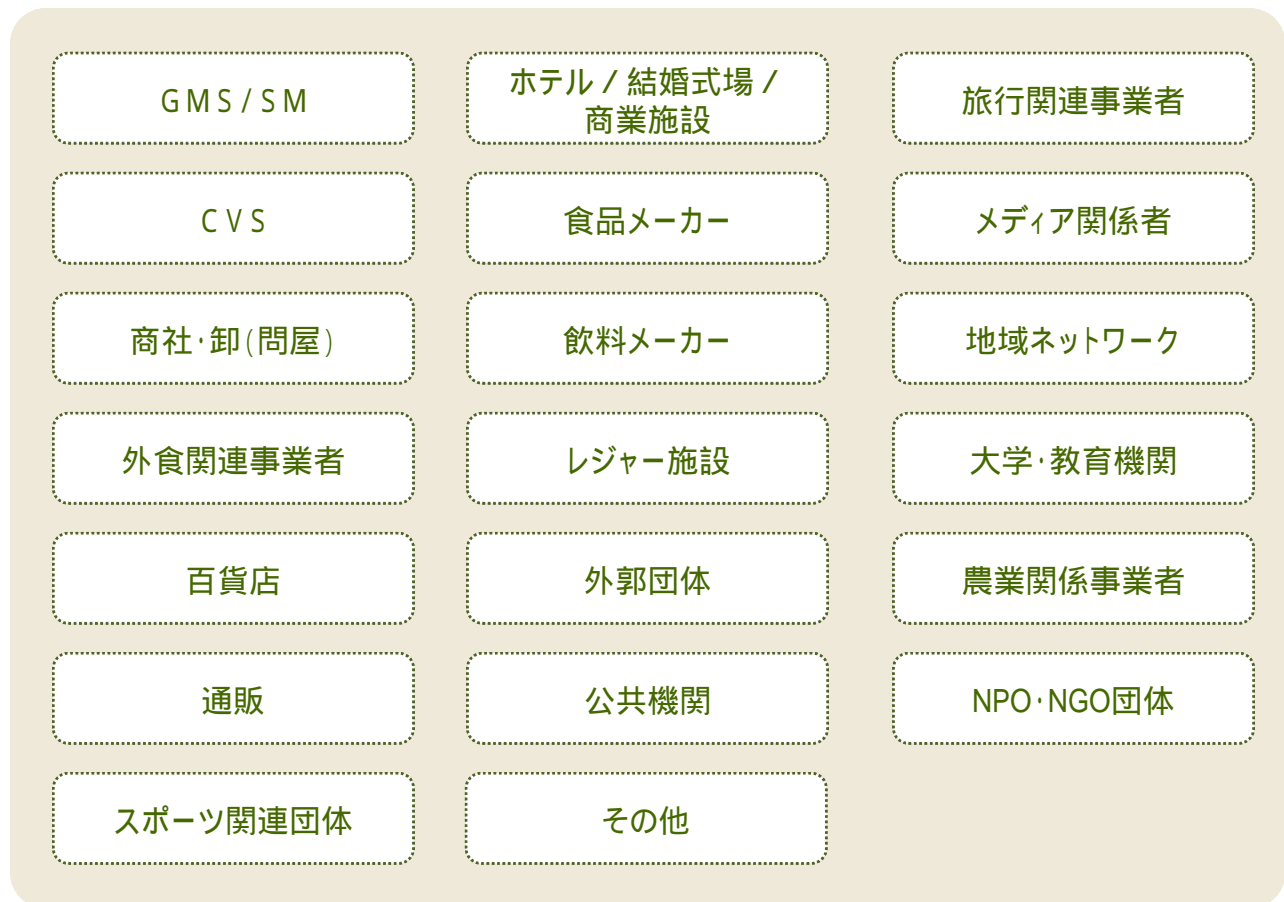 GMS/SM
ホテル / 結婚式場 /
商業施設
旅行関連事業者
CVS
食品メーカー
メディア関係者
商社・卸(問屋)
飲料メーカー
地域ネットワーク
外食関連事業者
レジャー施設
大学・教育機関
百貨店
外郭団体
農業関係事業者
通販
公共機関
NPO・NGO団体
スポーツ関連団体
その他